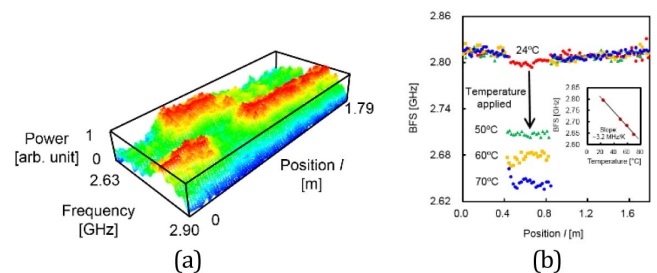 Power
[arb. unit]
1
0
2.63
Frequency
[GHz]
2.90
0
Position l
[m]
1.79
(a)
2.86
2.80
2.74
2.68
2.62
BFS [GHz]
24°C
Temperature
applied
50°C
60°C
70°C
2.80
2.75
2.70
2.65
2.60
BFS [GHz]
Slope
−3.2 MHz/K
0 20 40 60 80
Temperature [°C]
0.0 0.4 0.8 1.2 1.6
Position l [m]
(b)